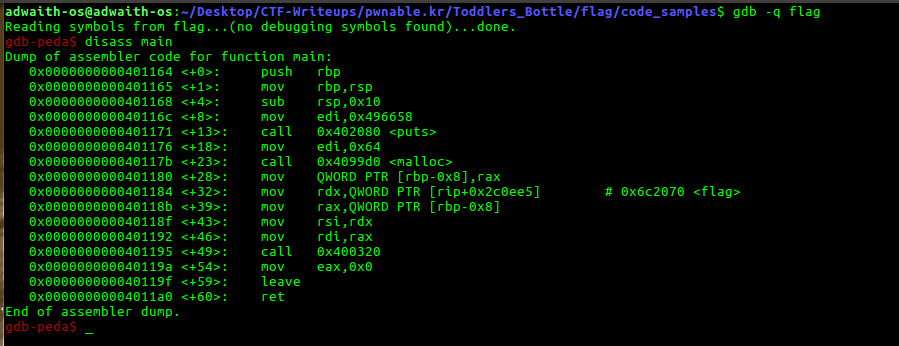 adwaith-os@adwaith-os:~/Desktop/CTF-Writeups/pwnable.kr/Toddlers_Bottle/flag/code_samples$ gdb -q flag
Reading symbols from flag...(no debugging symbols found)...done.
gdb-peda$ disass main
Dump of assembler code for function main:
   0x0000000000401164 <+0>:     push   rbp
   0x0000000000401165 <+1>:     mov    rbp,rsp
   0x0000000000401168 <+4>:     sub    rsp,0x10
   0x000000000040116c <+8>:     mov    edi,0x496658
   0x0000000000401171 <+13>:    call   0x402080 <puts>
   0x0000000000401176 <+18>:    mov    edi,0x64
   0x000000000040117b <+23>:    call   0x4099d0 <malloc>
   0x0000000000401180 <+28>:    mov    QWORD PTR [rbp-0x8],rax
   0x0000000000401184 <+32>:    mov    rdx,QWORD PTR [rip+0x2c0ee5]        # 0x6c2070 <flag>
   0x000000000040118b <+39>:    mov    rax,QWORD PTR [rbp-0x8]
   0x000000000040118f <+43>:    mov    rsi,rdx
   0x0000000000401192 <+46>:    mov    rdi,rax
   0x0000000000401195 <+49>:    call   0x400320
   0x000000000040119a <+54>:    mov    eax,0x0
   0x000000000040119f <+59>:    leave
   0x00000000004011a0 <+60>:    ret
End of assembler dump.
gdb-peda$ _